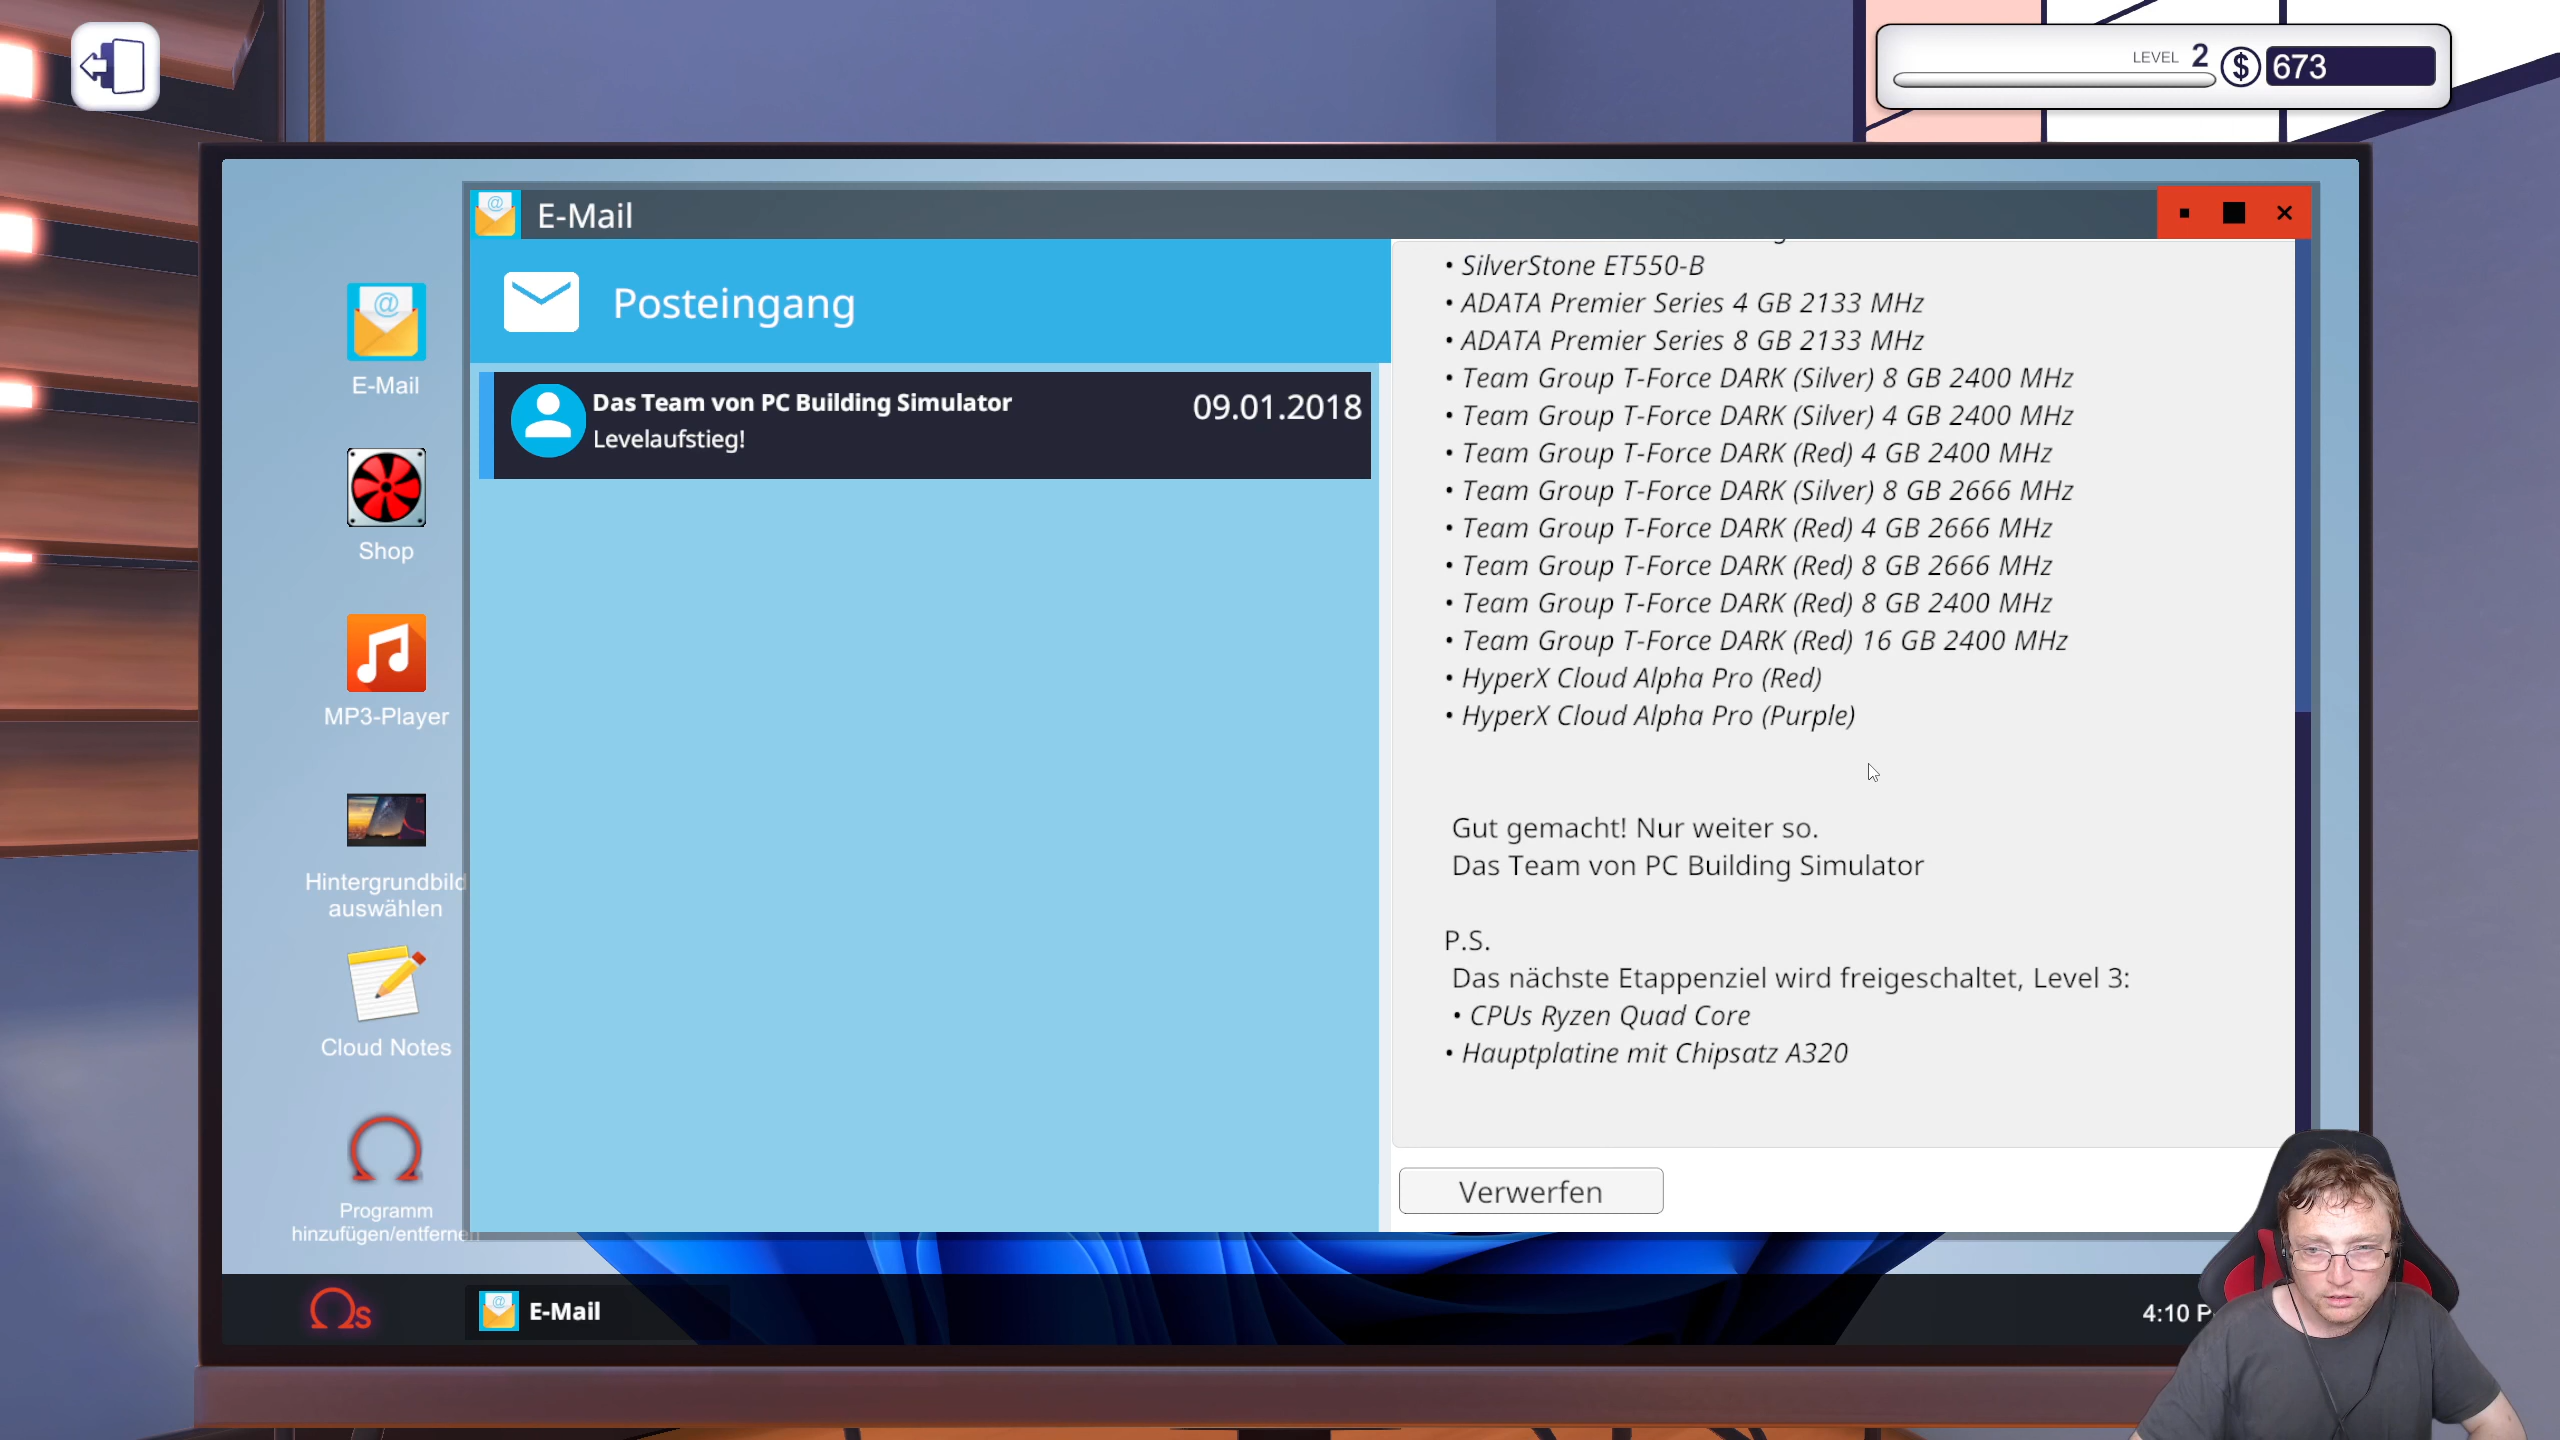 LEVEL 2 $ 673
E-Mail
Posteingang
Das Team von PC Building Simulator
09.01.2018
Levelaufstieg!
E-Mail
Shop
MP3-Player
Hintergrundbild
auswählen
Cloud Notes
Programm
hinzufügen/entferne
• SilverStone ET550-B
• ADATA Premier Series 4 GB 2133 MHz
• ADATA Premier Series 8 GB 2133 MHz
• Team Group T-Force DARK (Silver) 8 GB 2400 MHz
• Team Group T-Force DARK (Silver) 4 GB 2400 MHz
• Team Group T-Force DARK (Red) 4 GB 2400 MHz
• Team Group T-Force DARK (Silver) 8 GB 2666 MHz
• Team Group T-Force DARK (Red) 4 GB 2666 MHz
• Team Group T-Force DARK (Red) 8 GB 2666 MHz
• Team Group T-Force DARK (Red) 8 GB 2400 MHz
• Team Group T-Force DARK (Red) 16 GB 2400 MHz
• HyperX Cloud Alpha Pro (Red)
• HyperX Cloud Alpha Pro (Purple)
Gut gemacht! Nur weiter so.
Das Team von PC Building Simulator
P.S.
Das nächste Etappenziel wird freigeschaltet, Level 3:
• CPUs Ryzen Quad Core
• Hauptplatine mit Chipsatz A320
Verwerfen
Ωs
E-Mail
4:10 P